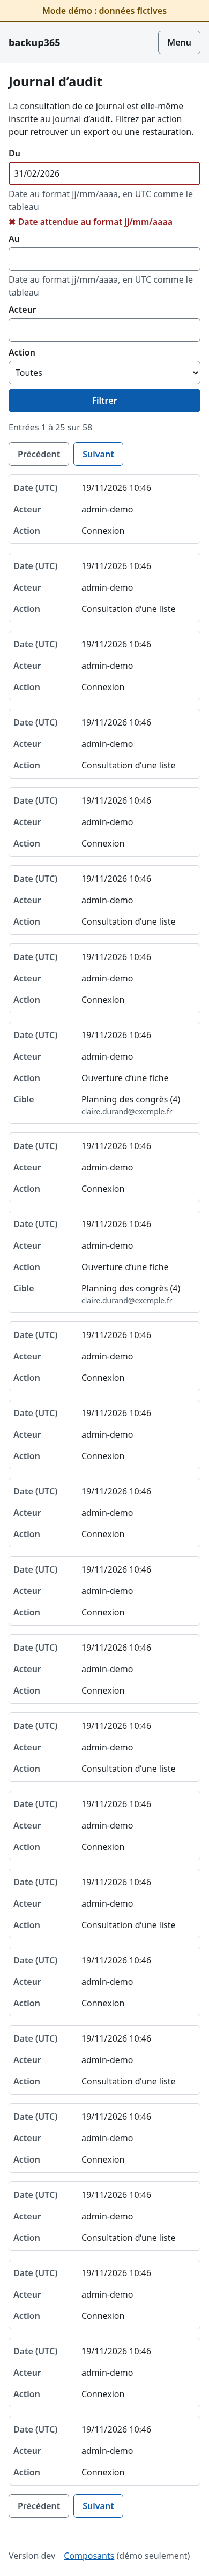 Mode démo : données fictives
backup365
Menu
Journal d’audit
La consultation de ce journal est elle-même
inscrite au journal d’audit. Filtrez par action
pour retrouver un export ou une restauration.
Du
31/02/2026
Date au format jj/mm/aaaa, en UTC comme le
tableau
✖ Date attendue au format jj/mm/aaaa
Au
Date au format jj/mm/aaaa, en UTC comme le
tableau
Acteur
Action
Toutes
Filtrer
Entrées 1 à 25 sur 58
Précédent Suivant
Date (UTC) 19/11/2026 10:46
Acteur admin-demo
Action Connexion
Date (UTC) 19/11/2026 10:46
Acteur admin-demo
Action Consultation d’une liste
Date (UTC) 19/11/2026 10:46
Acteur admin-demo
Action Connexion
Date (UTC) 19/11/2026 10:46
Acteur admin-demo
Action Consultation d’une liste
Date (UTC) 19/11/2026 10:46
Acteur admin-demo
Action Connexion
Date (UTC) 19/11/2026 10:46
Acteur admin-demo
Action Consultation d’une liste
Date (UTC) 19/11/2026 10:46
Acteur admin-demo
Action Connexion
Date (UTC) 19/11/2026 10:46
Acteur admin-demo
Action Ouverture d’une fiche
Cible Planning des congrès (4)
claire.durand@exemple.fr
Date (UTC) 19/11/2026 10:46
Acteur admin-demo
Action Connexion
Date (UTC) 19/11/2026 10:46
Acteur admin-demo
Action Ouverture d’une fiche
Cible Planning des congrès (4)
claire.durand@exemple.fr
Date (UTC) 19/11/2026 10:46
Acteur admin-demo
Action Connexion
Date (UTC) 19/11/2026 10:46
Acteur admin-demo
Action Connexion
Date (UTC) 19/11/2026 10:46
Acteur admin-demo
Action Connexion
Date (UTC) 19/11/2026 10:46
Acteur admin-demo
Action Connexion
Date (UTC) 19/11/2026 10:46
Acteur admin-demo
Action Connexion
Date (UTC) 19/11/2026 10:46
Acteur admin-demo
Action Consultation d’une liste
Date (UTC) 19/11/2026 10:46
Acteur admin-demo
Action Connexion
Date (UTC) 19/11/2026 10:46
Acteur admin-demo
Action Consultation d’une liste
Date (UTC) 19/11/2026 10:46
Acteur admin-demo
Action Connexion
Date (UTC) 19/11/2026 10:46
Acteur admin-demo
Action Consultation d’une liste
Date (UTC) 19/11/2026 10:46
Acteur admin-demo
Action Connexion
Date (UTC) 19/11/2026 10:46
Acteur admin-demo
Action Consultation d’une liste
Date (UTC) 19/11/2026 10:46
Acteur admin-demo
Action Connexion
Date (UTC) 19/11/2026 10:46
Acteur admin-demo
Action Connexion
Date (UTC) 19/11/2026 10:46
Acteur admin-demo
Action Connexion
Précédent Suivant
Version dev Composants (démo seulement)